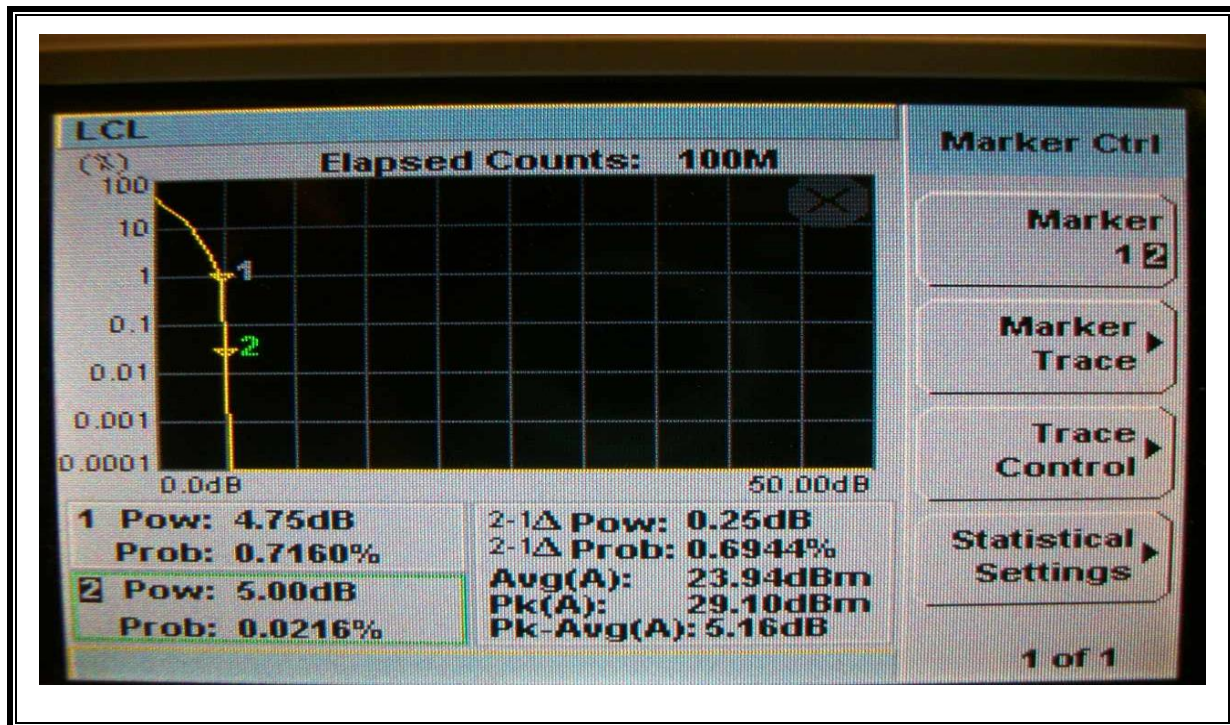 LCL
(%)
Elapsed Counts: 100M
100
10
1
0.1
0.01
0.001
0.0001
1
2
0.0dB
50.00dB
1 Pow: 4.75dB
Prob: 0.7160%
2 Pow: 5.00dB
Prob: 0.0216%
2-1Δ Pow: 0.25dB
2-1Δ Prob: 0.6944%
Avg(A): 23.94dBm
Pk(A): 29.10dBm
Pk-Avg(A): 5.16dB
Marker Ctrl
Marker
1 2
Marker
Trace
Trace
Control
Statistical
Settings
1 of 1